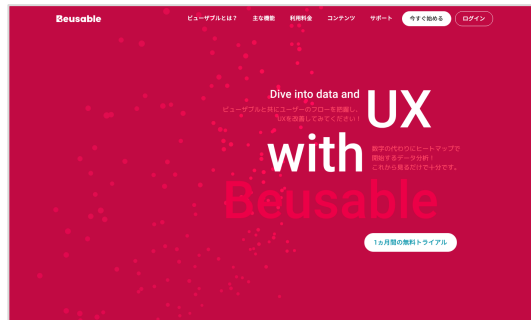 Beusable
ビューザブルとは？ 主な機能 利用料金 コンテンツ サポート 今すぐ始める ログイン
Dive into data and
UX
ビューザブルと共にユーザーのフローを把握し、
UXを改善してみてください！
with
数字の代わりにヒートマップで
開始するデータ分析！
これから見るだけで十分です。
Beusable
1ヵ月間の無料トライアル